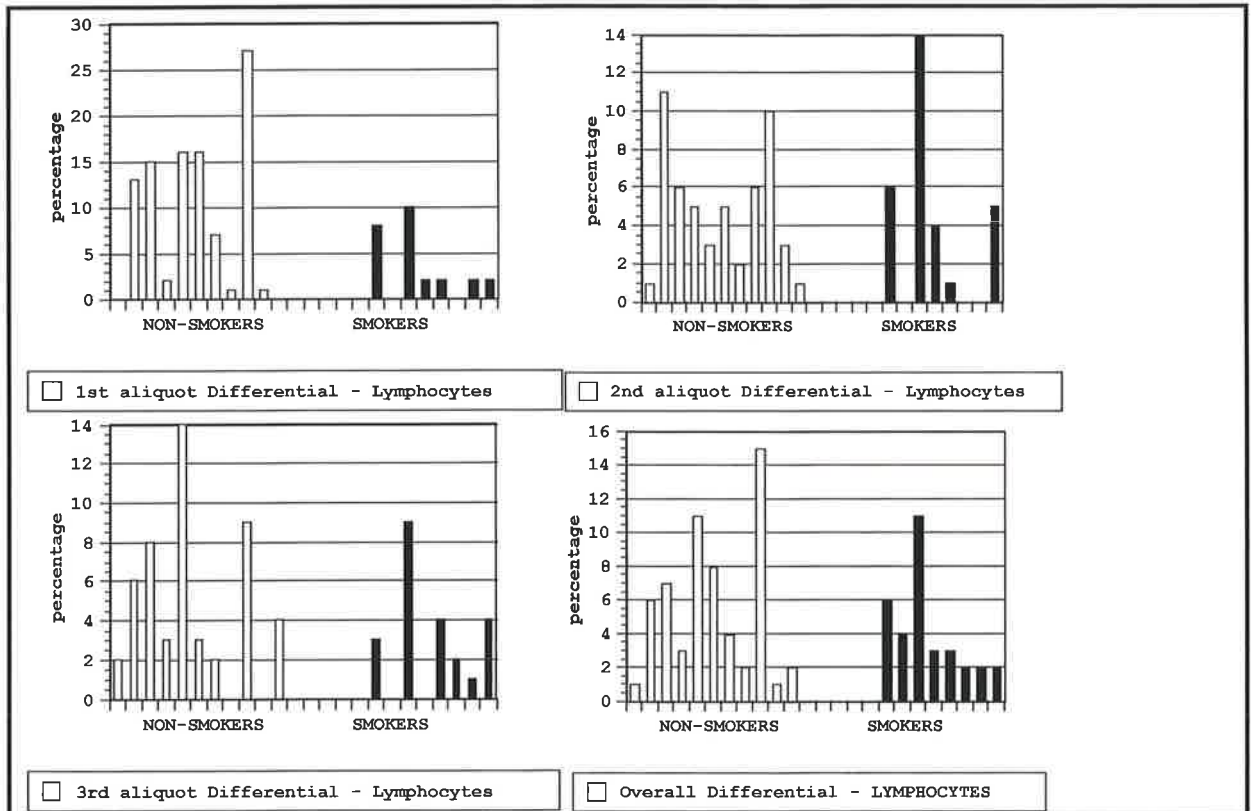 30
25
20
15
10
5
0
percentage
NON-SMOKERS SMOKERS
1st aliquot Differential - Lymphocytes
14
12
10
8
6
4
2
0
percentage
NON-SMOKERS SMOKERS
2nd aliquot Differential - Lymphocytes
14
12
10
8
6
4
2
0
percentage
NON-SMOKERS SMOKERS
3rd aliquot Differential - Lymphocytes
16
14
12
10
8
6
4
2
0
percentage
NON-SMOKERS SMOKERS
Overall Differential - LYMPHOCYTES